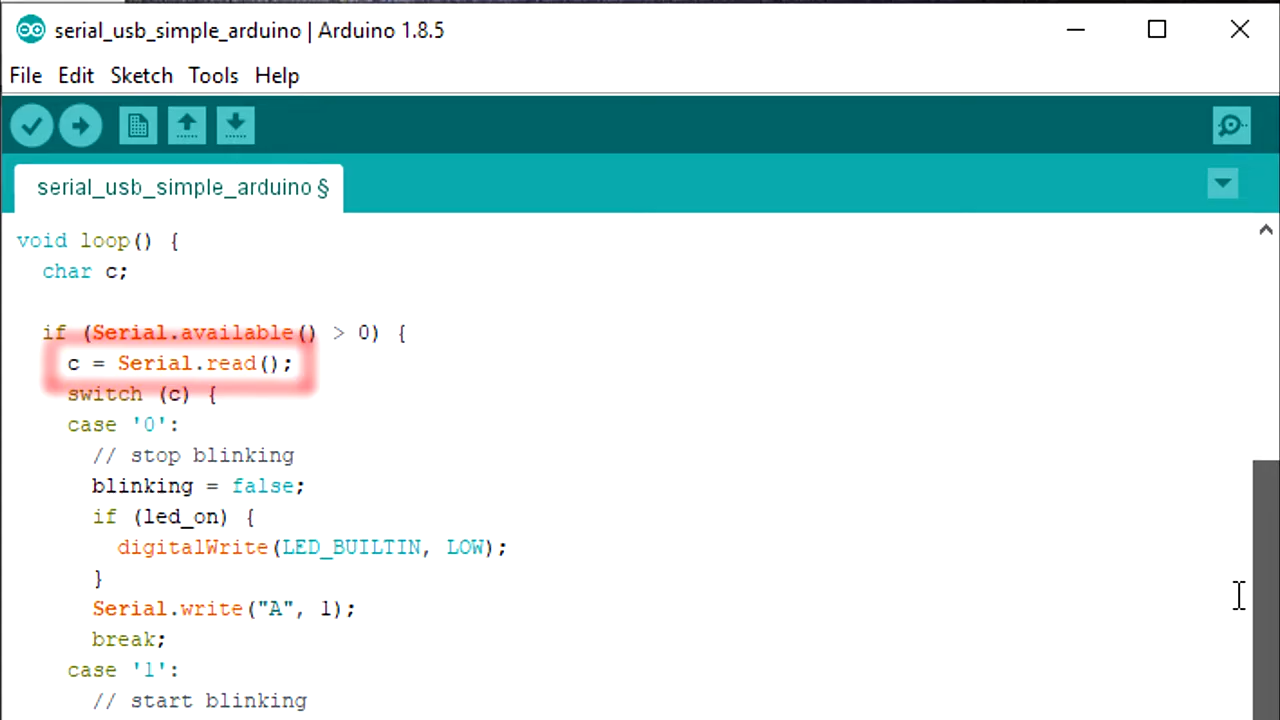 serial_usb_simple_arduino | Arduino 1.8.5
File Edit Sketch Tools Help
serial_usb_simple_arduino §
void loop() {
  char c;

  if (Serial.available() > 0) {
    c = Serial.read();
    switch (c) {
    case '0':
      // stop blinking
      blinking = false;
      if (led_on) {
        digitalWrite(LED_BUILTIN, LOW);
      }
      Serial.write("A", 1);
      break;
    case '1':
      // start blinking